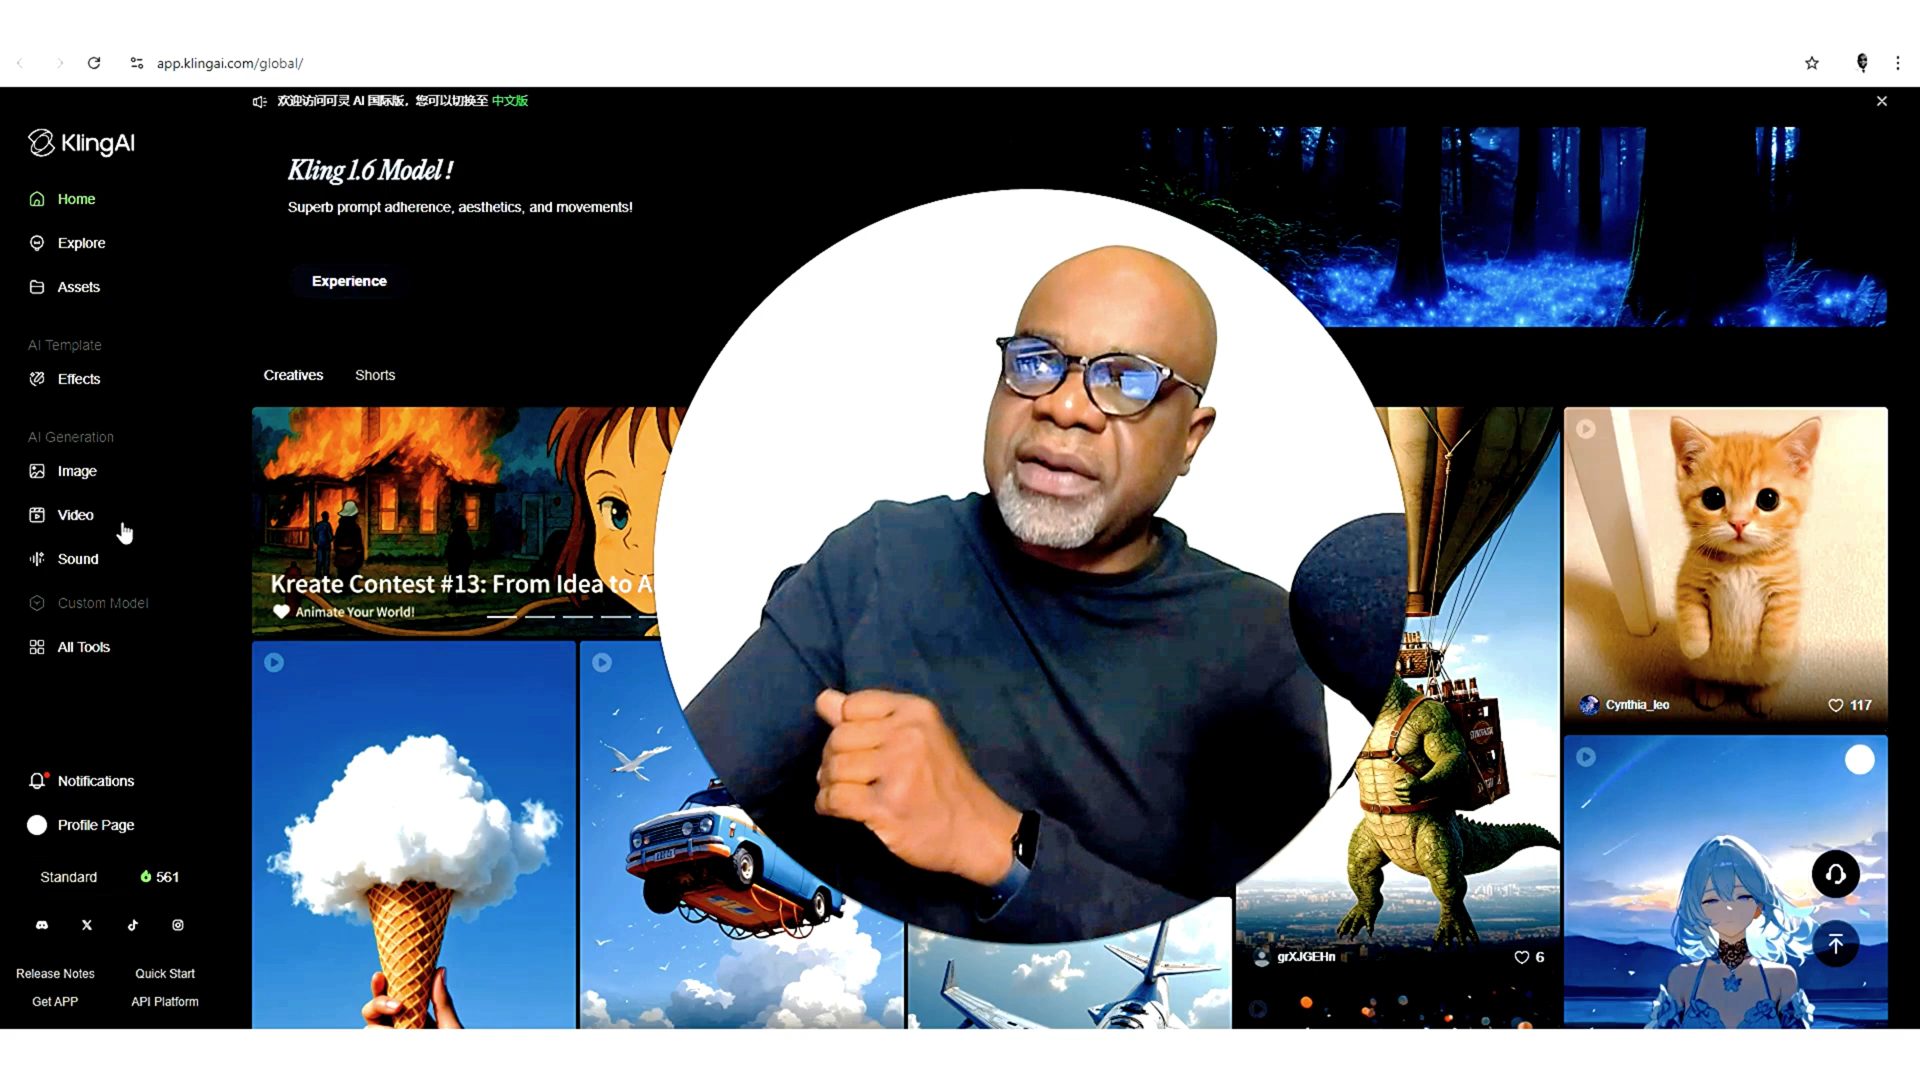 app.klingai.com/global/
欢迎访问可灵 AI 国际版，您可以切换至 中文版
KlingAI
Home
Explore
Assets
AI Template
Effects
AI Generation
Image
Video
Sound
Custom Model
All Tools
Notifications
Profile Page
Standard 561
Release Notes Quick Start
Get APP API Platform
Kling 1.6 Model !
Superb prompt adherence, aesthetics, and movements!
Experience
Creatives Shorts
Kreate Contest #13: From Idea to
Animate Your World!
Cynthia_leo 117
grXJGEHn 6